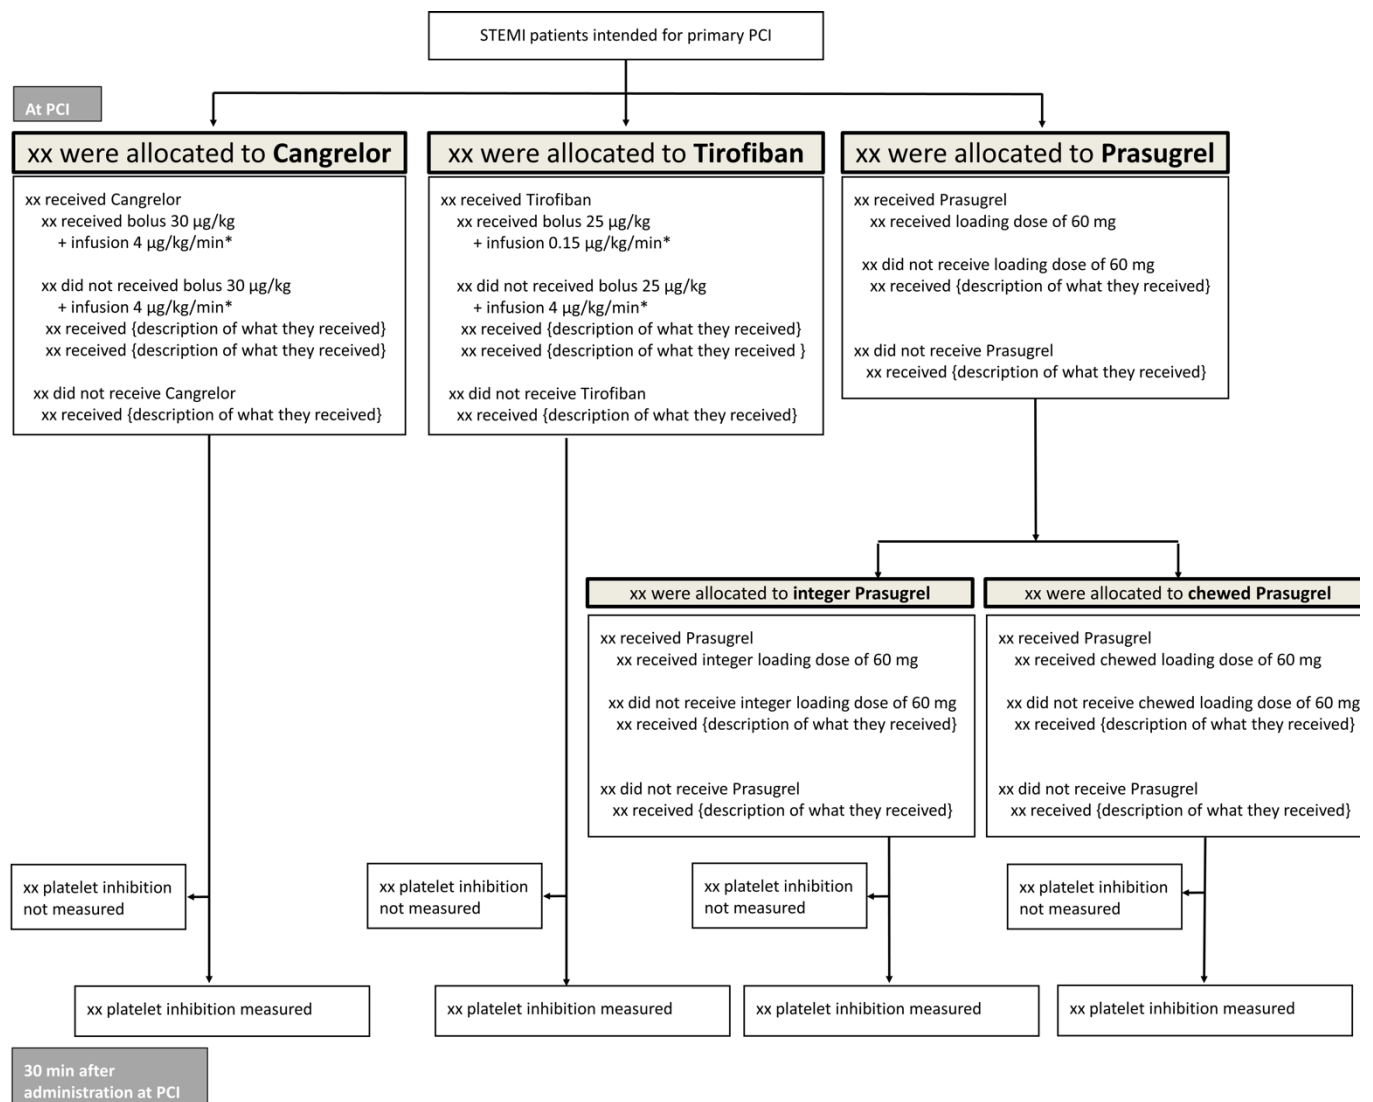 STEMI patients intended for primary PCI
At PCI
xx were allocated to Cangrelor
xx received Cangrelor
xx received bolus 30 µg/kg
+ infusion 4 µg/kg/min*
xx did not received bolus 30 µg/kg
+ infusion 4 µg/kg/min*
xx received {description of what they received}
xx received {description of what they received}
xx did not receive Cangrelor
xx received {description of what they received}
xx were allocated to Tirofiban
xx received Tirofiban
xx received bolus 25 µg/kg
+ infusion 0.15 µg/kg/min*
xx did not received bolus 25 µg/kg
+ infusion 4 µg/kg/min*
xx received {description of what they received}
xx received {description of what they received }
xx did not receive Tirofiban
xx received {description of what they received}
xx were allocated to Prasugrel
xx received Prasugrel
xx received loading dose of 60 mg
xx did not receive loading dose of 60 mg
xx received {description of what they received}
xx did not receive Prasugrel
xx received {description of what they received}
xx were allocated to integer Prasugrel
xx received Prasugrel
xx received integer loading dose of 60 mg
xx did not receive integer loading dose of 60 mg
xx received {description of what they received}
xx did not receive Prasugrel
xx received {description of what they received}
xx were allocated to chewed Prasugrel
xx received Prasugrel
xx received chewed loading dose of 60 mg
xx did not receive chewed loading dose of 60 mg
xx received {description of what they received}
xx did not receive Prasugrel
xx received {description of what they received}
xx platelet inhibition
not measured
xx platelet inhibition
not measured
xx platelet inhibition
not measured
xx platelet inhibition
not measured
xx platelet inhibition measured
xx platelet inhibition measured
xx platelet inhibition measured
xx platelet inhibition measured
30 min after
administration at PCI